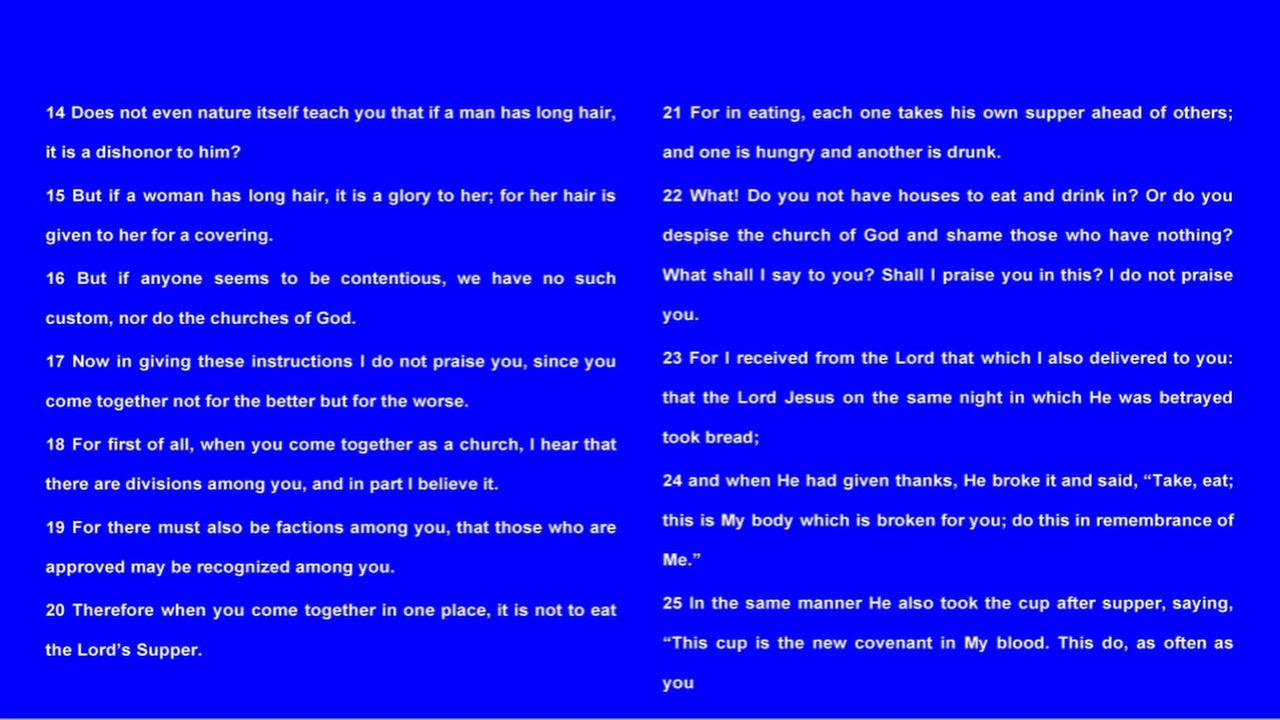 14 Does not even nature itself teach you that if a man has long hair,
it is a dishonor to him?
15 But if a woman has long hair, it is a glory to her; for her hair is
given to her for a covering.
16 But if anyone seems to be contentious, we have no such
custom, nor do the churches of God.
17 Now in giving these instructions I do not praise you, since you
come together not for the better but for the worse.
18 For first of all, when you come together as a church, I hear that
there are divisions among you, and in part I believe it.
19 For there must also be factions among you, that those who are
approved may be recognized among you.
20 Therefore when you come together in one place, it is not to eat
the Lord’s Supper.
21 For in eating, each one takes his own supper ahead of others;
and one is hungry and another is drunk.
22 What! Do you not have houses to eat and drink in? Or do you
despise the church of God and shame those who have nothing?
What shall I say to you? Shall I praise you in this? I do not praise
you.
23 For I received from the Lord that which I also delivered to you:
that the Lord Jesus on the same night in which He was betrayed
took bread;
24 and when He had given thanks, He broke it and said, “Take, eat;
this is My body which is broken for you; do this in remembrance of
Me.”
25 In the same manner He also took the cup after supper, saying,
“This cup is the new covenant in My blood. This do, as often as
you